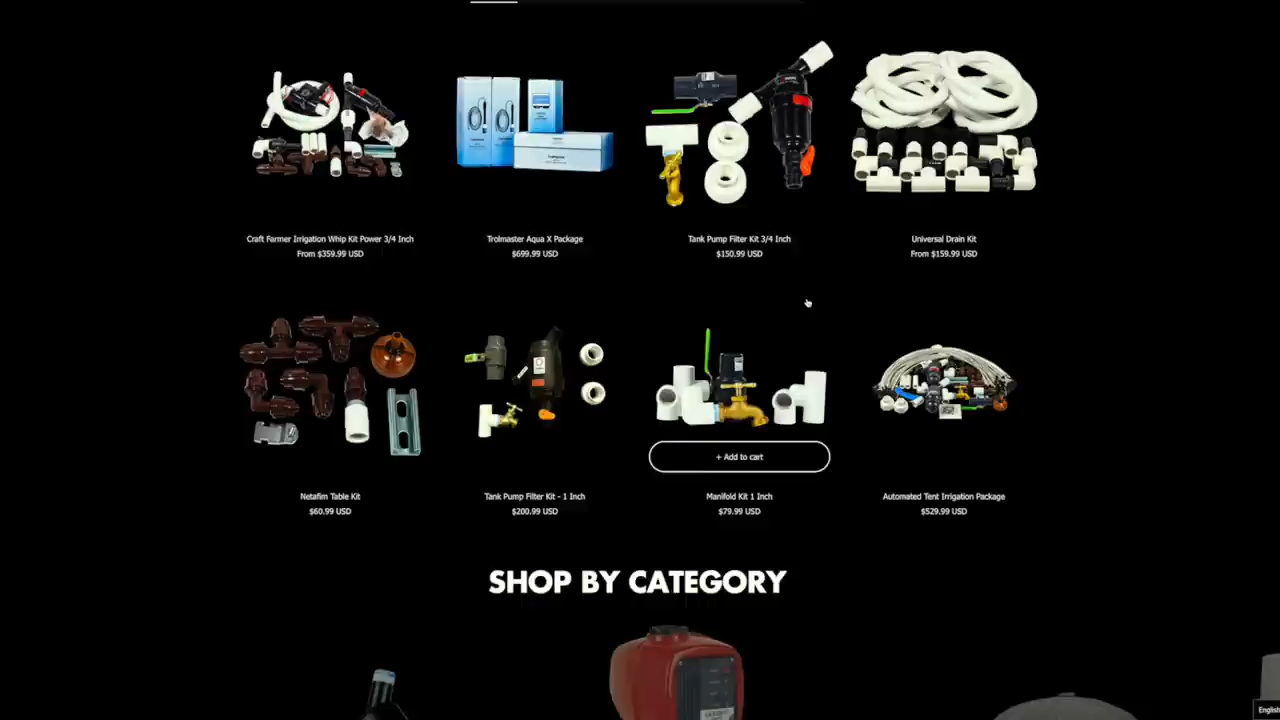 Craft Farmer Irrigation Whip Kit Power 3/4 Inch
From $359.99 USD
Trolmaster Aqua X Package
$699.99 USD
Tank Pump Filter Kit 3/4 Inch
$150.99 USD
Universal Drain Kit
From $159.99 USD
+ Add to cart
Netafim Table Kit
$60.99 USD
Tank Pump Filter Kit - 1 Inch
$200.99 USD
Manifold Kit 1 Inch
$79.99 USD
Automated Tent Irrigation Package
$529.99 USD
SHOP BY CATEGORY
English